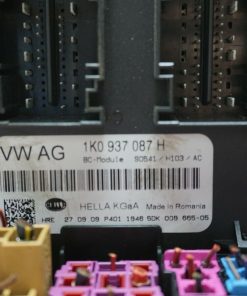 VW AG 1K0 937 087 H
BC-Module S0541 / H103 / AC
HELLA KGaA Made in Romania
HRE 27.09.09 P401 1946 5DK 009 665-05